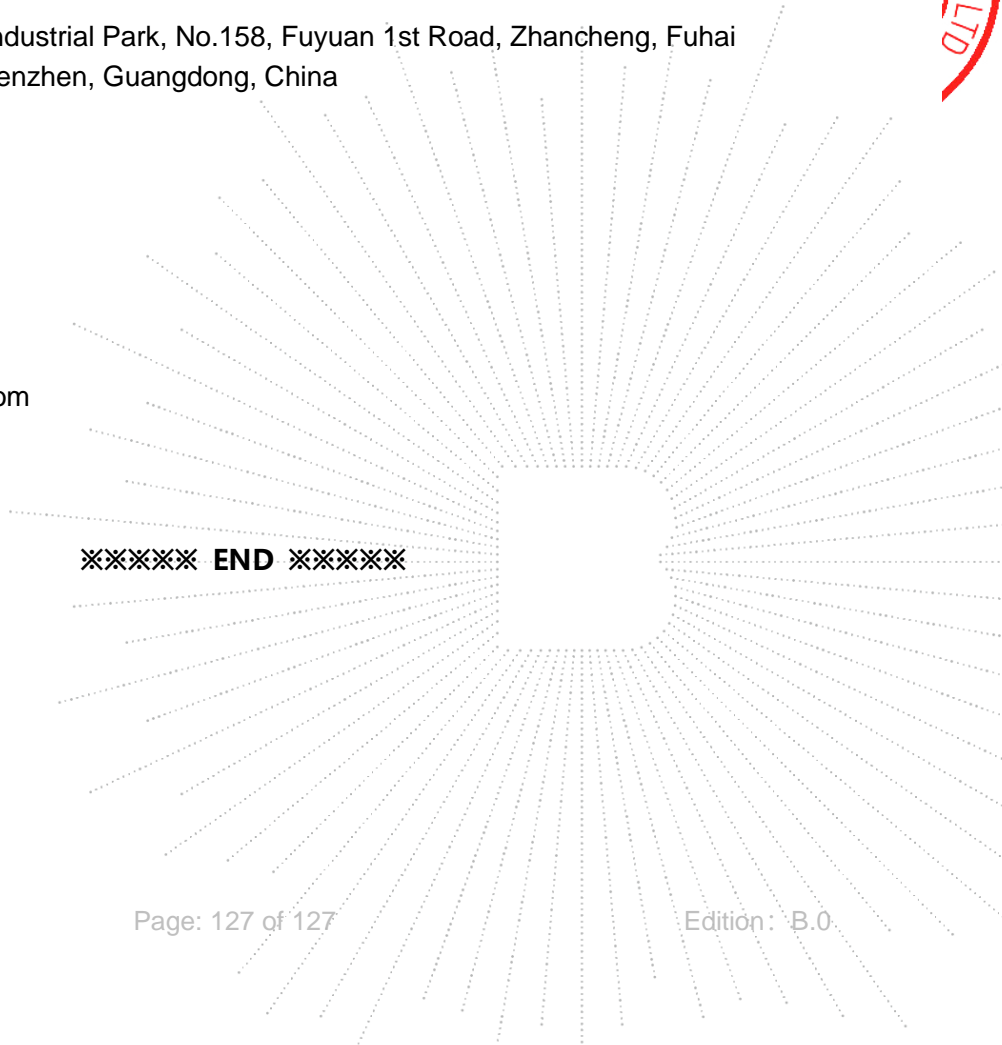 ndustrial Park, No.158, Fuyuan 1st Road, Zhancheng, Fuhai
enzhen, Guangdong, China
LTD
om
※※※※※ END ※※※※※
Page: 127 of 127 Edition：B.0